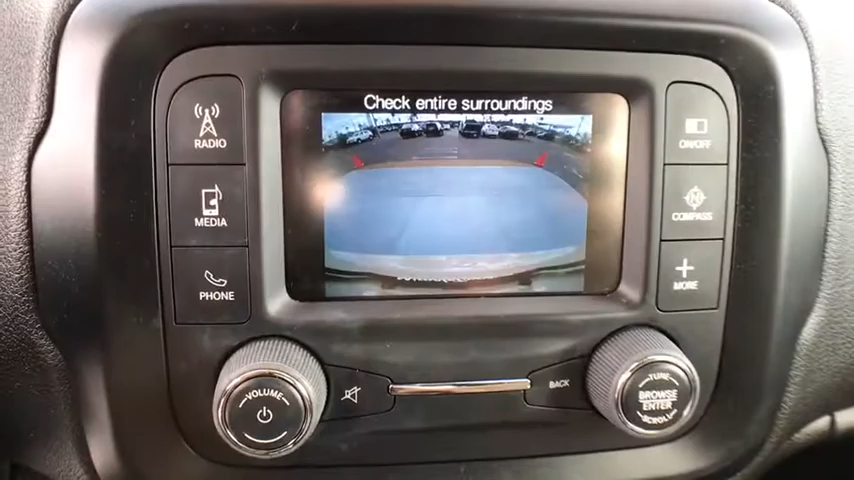 Check entire surroundings
RADIO
MEDIA
PHONE
ON/OFF
N
COMPASS
MORE
VOLUME
BACK
TUNE
BROWSE
ENTER
SCROLL